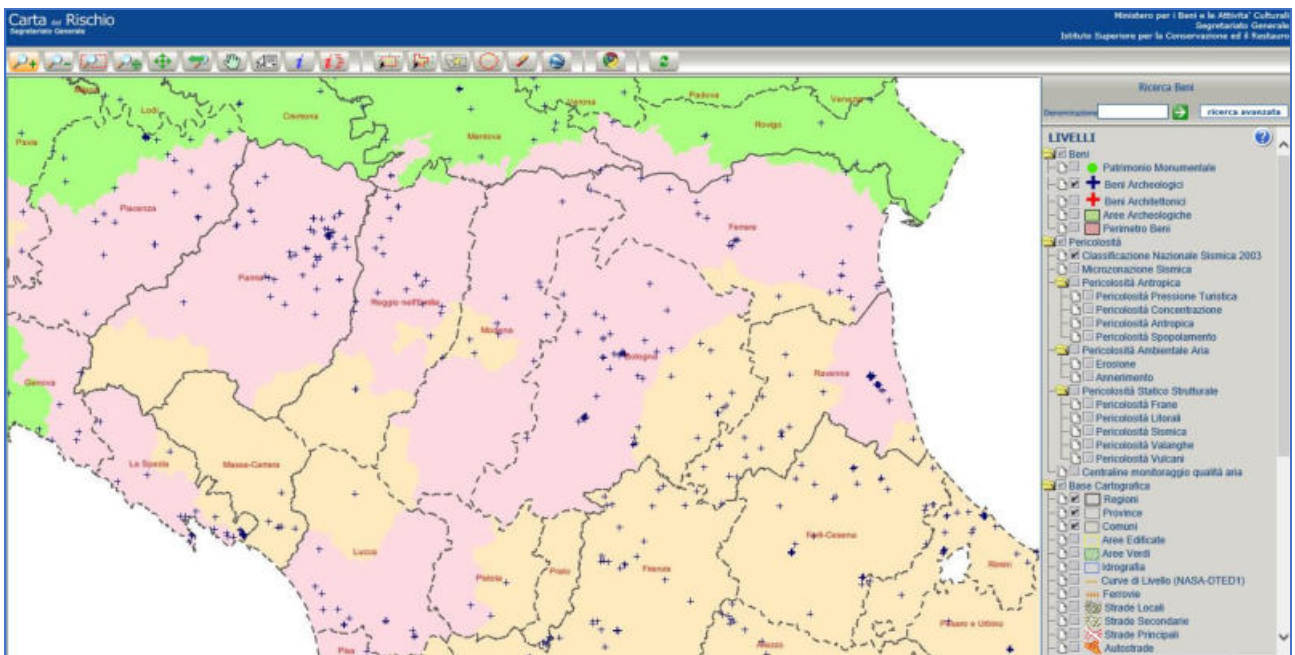 Carta del Rischio
Segretariato Generale
Ministero per i Beni e le Attivita' Culturali
Segretariato Generale
Istituto Superiore per la Conservazione ed il Restauro
Ricerca Beni
Denominazione
ricerca avanzata
LIVELLI
Beni
Patrimonio Monumentale
Beni Archeologici
Beni Architettonici
Aree Archeologiche
Perimetro Beni
Pericolosità
Classificazione Nazionale Sismica 2003
Microzonazione Sismica
Pericolosità Antropica
Pericolosità Pressione Turistica
Pericolosità Concentrazione
Pericolosità Antropica
Pericolosità Spopolamento
Pericolosità Ambientale Aria
Erosione
Annerimento
Pericolosità Statico Strutturale
Pericolosità Frane
Pericolosità Litorali
Pericolosità Sismica
Pericolosità Valanghe
Pericolosità Vulcani
Centraline monitoraggio qualità aria
Base Cartografica
Regioni
Province
Comuni
Aree Edificate
Aree Verdi
Idrografia
Curve di Livello (NASA-DTED1)
Ferrovie
Strade Locali
Strade Secondarie
Strade Principali
Autostrade
Lodi
Cremona
Mantova
Verona
Padova
Venezia
Rovigo
Pavia
Piacenza
Parma
Reggio nell'Emilia
Modena
Bologna
Ferrara
Ravenna
Genova
La Spezia
Massa-Carrara
Lucca
Pistoia
Prato
Firenze
Forlì-Cesena
Rimini
Pesaro e Urbino
Arezzo
Pisa